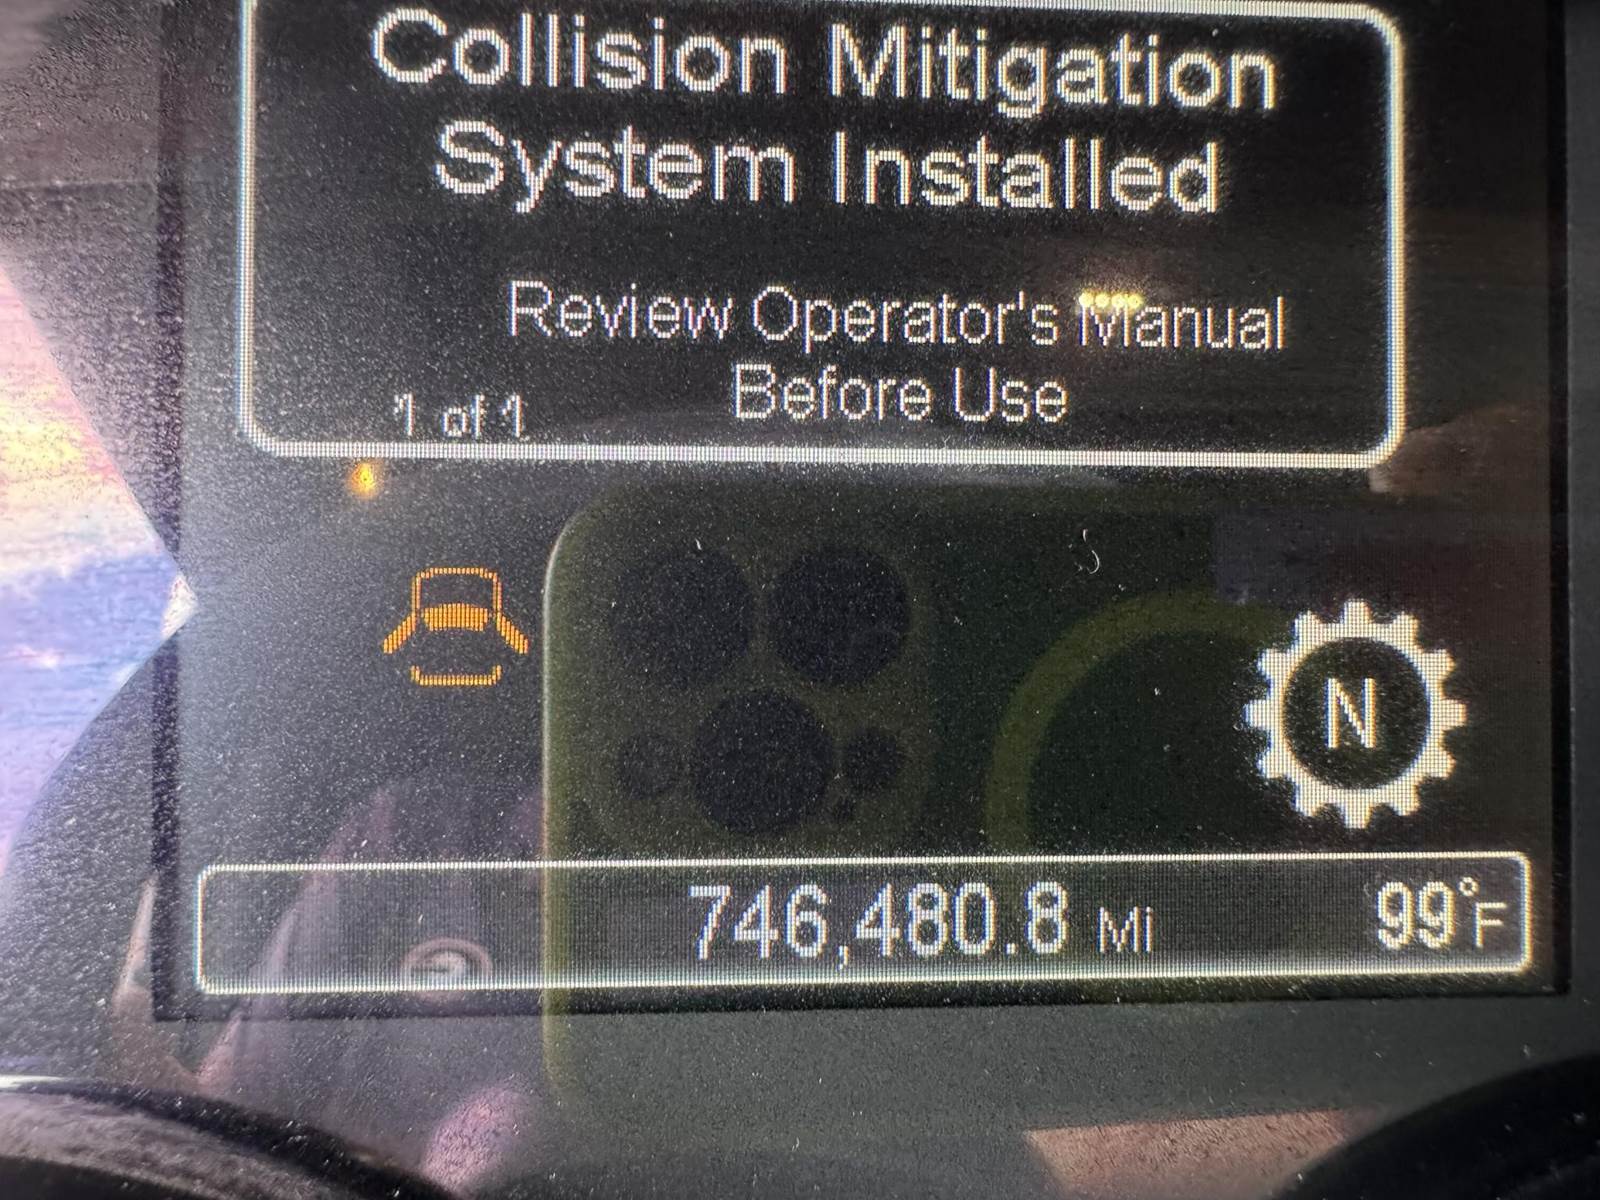 Collision Mitigation
System Installed
Review Operator's Manual
Before Use
1 of 1
N
746,480.8 Mi
99°F